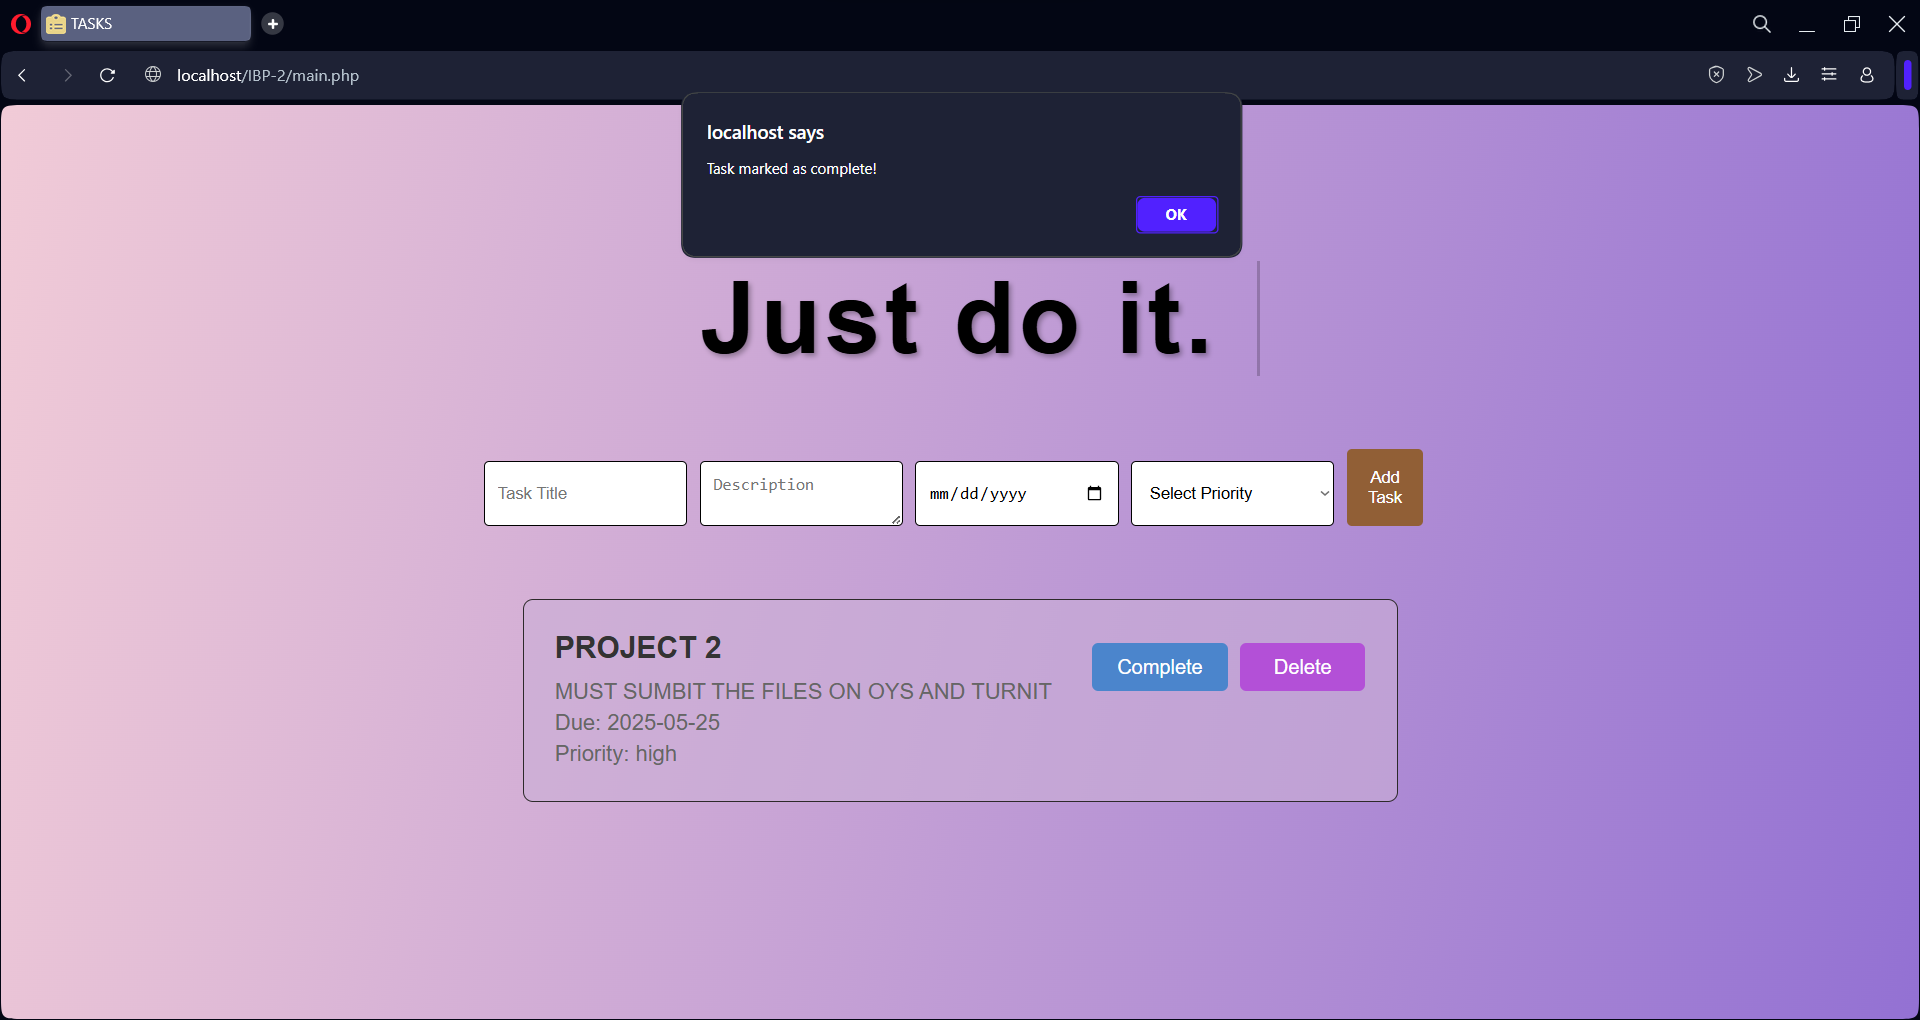 TASKS
localhost/IBP-2/main.php
localhost says
Task marked as complete!
OK
Just do it.
Task Title
Description
mm/dd/yyyy
Select Priority
Add
Task
PROJECT 2
Complete
Delete
MUST SUMBIT THE FILES ON OYS AND TURNIT
Due: 2025-05-25
Priority: high